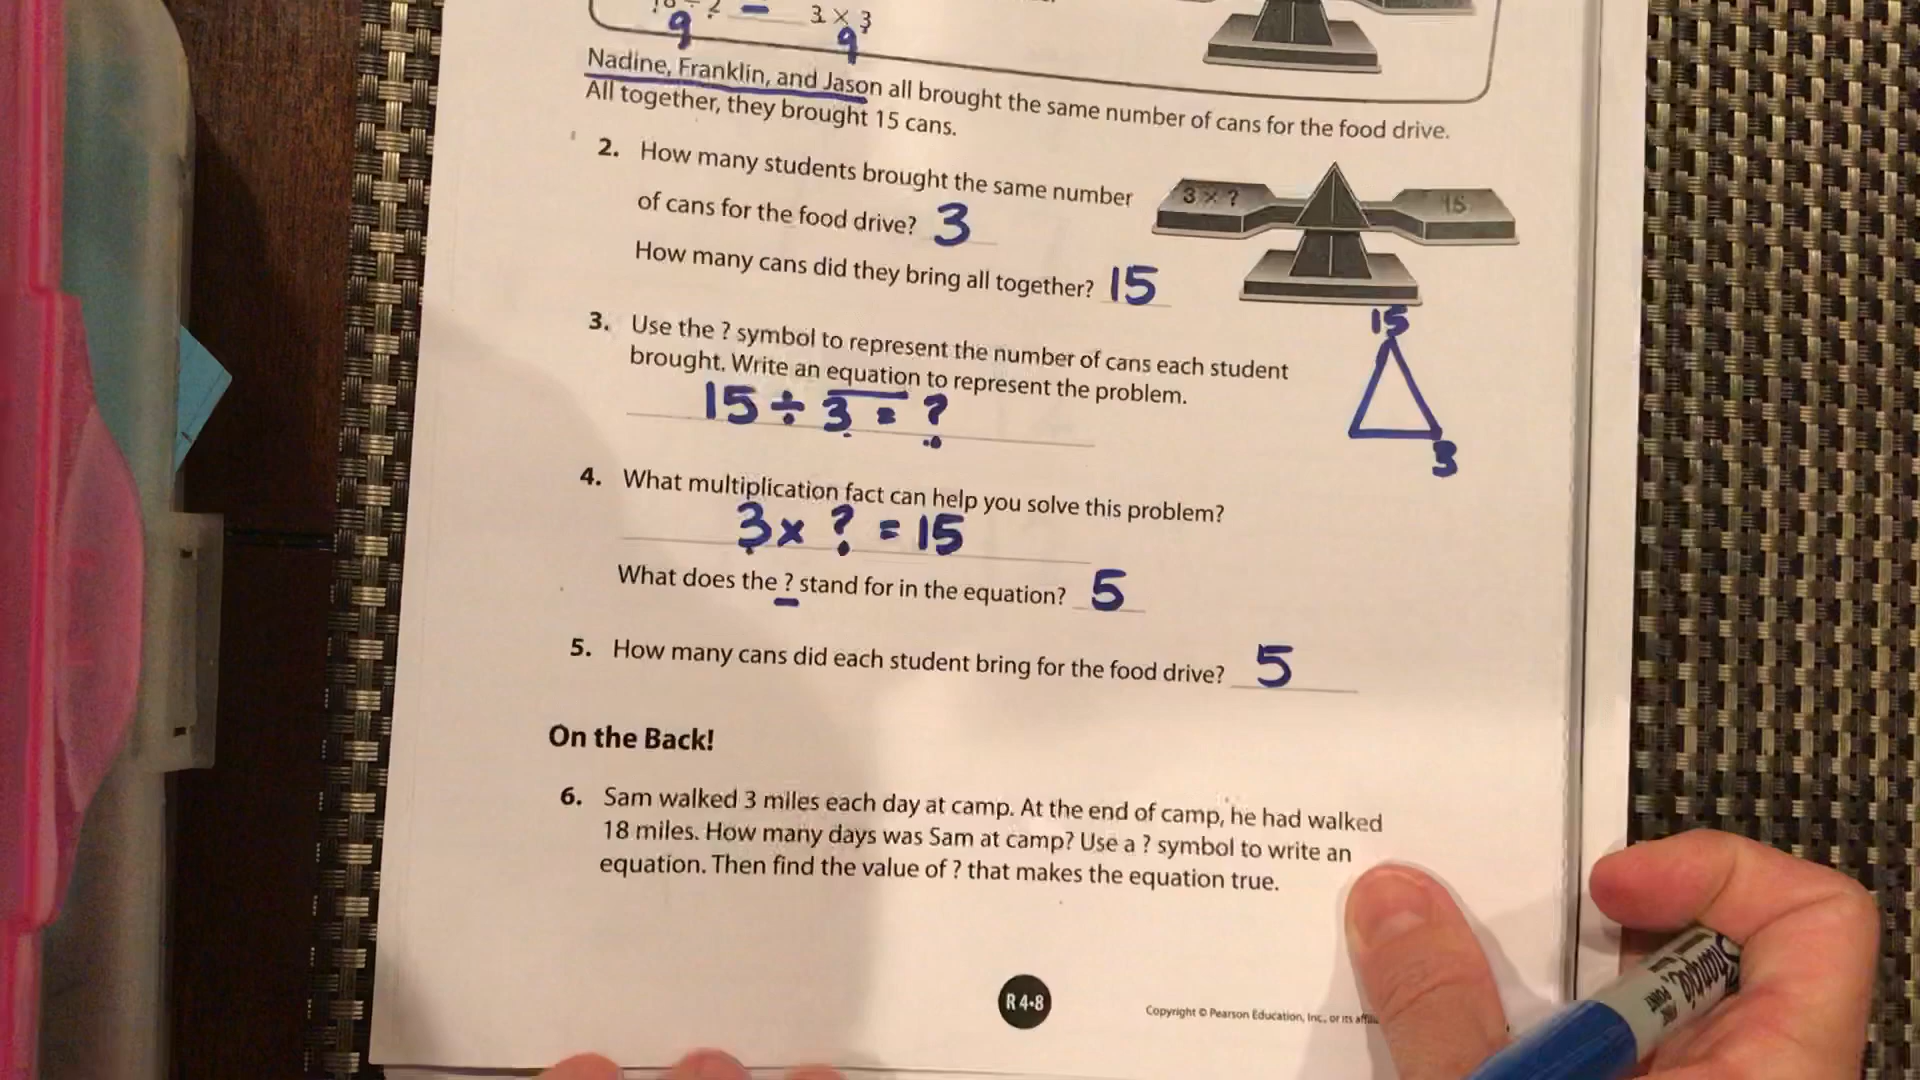 3 × 3
9
9
Nadine, Franklin, and Jason all brought the same number of cans for the food drive.
All together, they brought 15 cans.
2. How many students brought the same number
of cans for the food drive? 3
3 × ?
15
How many cans did they bring all together? 15
3. Use the ? symbol to represent the number of cans each student
brought. Write an equation to represent the problem.
15 ÷ 3 = ?
15
3
4. What multiplication fact can help you solve this problem?
3 x ? = 15
What does the ? stand for in the equation? 5
5. How many cans did each student bring for the food drive? 5
On the Back!
6. Sam walked 3 miles each day at camp. At the end of camp, he had walked
18 miles. How many days was Sam at camp? Use a ? symbol to write an
equation. Then find the value of ? that makes the equation true.
R 4•8
Copyright © Pearson Education, Inc., or its
POINT